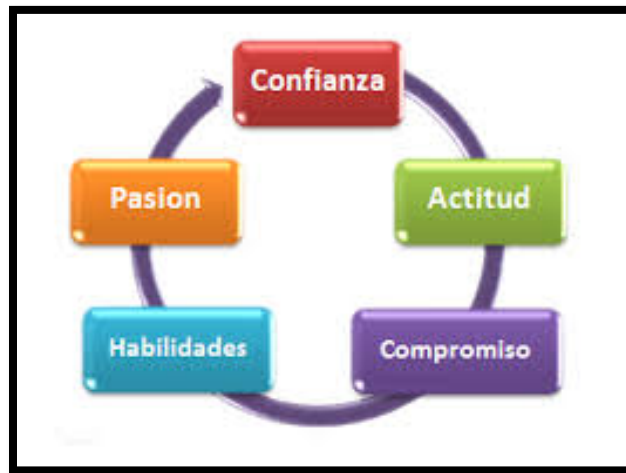 Confianza
Actitud
Compromiso
Habilidades
Pasion